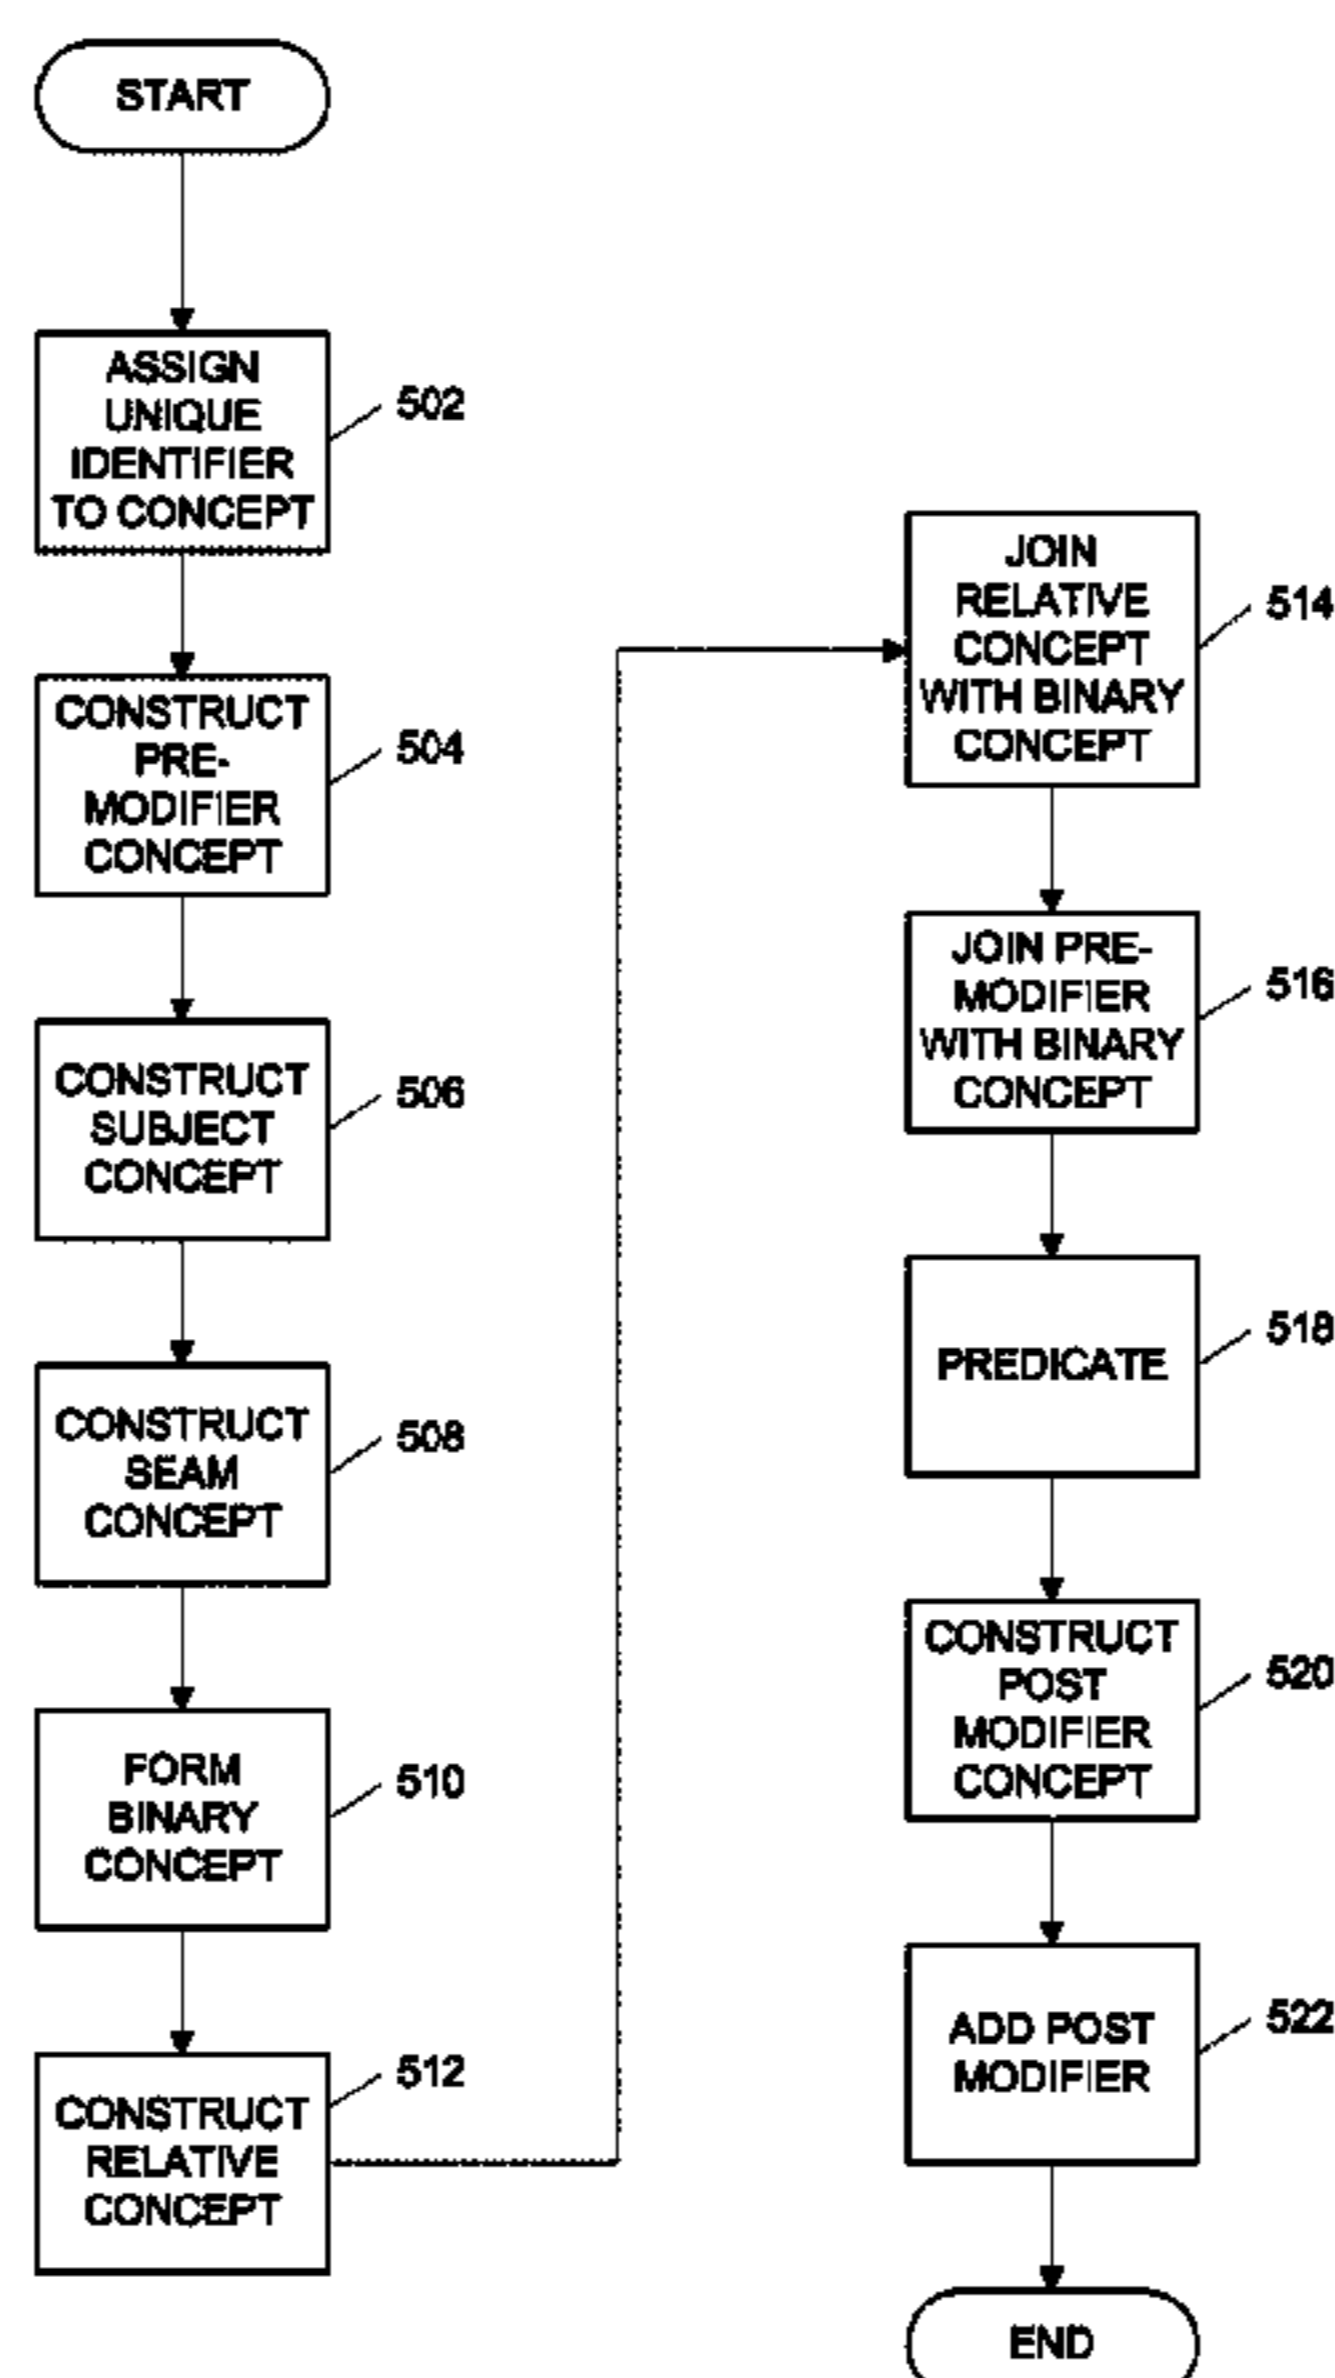 START
ASSIGN
UNIQUE
IDENTIFIER
TO CONCEPT
502
CONSTRUCT
PRE-
MODIFIER
CONCEPT
504
CONSTRUCT
SUBJECT
CONCEPT
506
CONSTRUCT
SEAM
CONCEPT
508
FORM
BINARY
CONCEPT
510
CONSTRUCT
RELATIVE
CONCEPT
512
JOIN
RELATIVE
CONCEPT
WITH BINARY
CONCEPT
514
JOIN PRE-
MODIFIER
WITH BINARY
CONCEPT
516
PREDICATE
518
CONSTRUCT
POST
MODIFIER
CONCEPT
520
ADD POST
MODIFIER
522
END